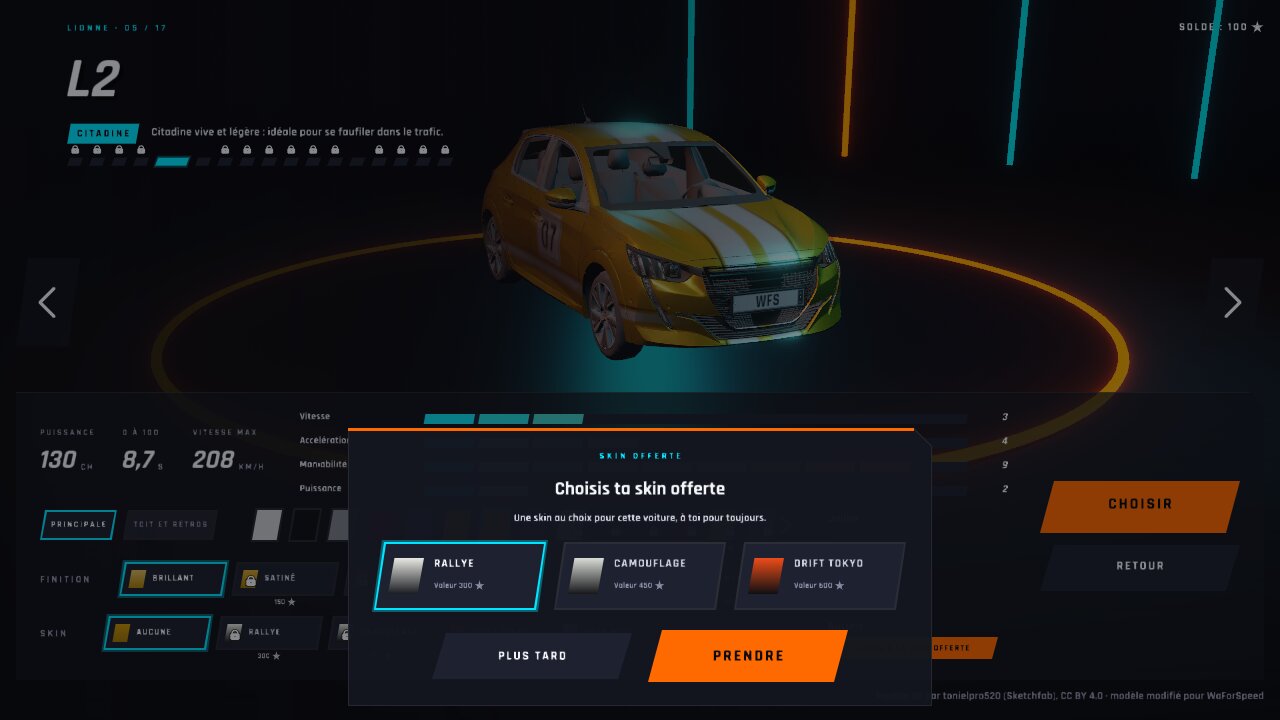 LIONNE · 05 / 17
SOLDE : 100 ★
L2
CITADINE
Citadine vive et légère : idéale pour se faufiler dans le trafic.
07
WFS
PUISSANCE
130 CH
0 À 100
8,7 S
VITESSE MAX
208 KM/H
Vitesse
3
Accélération
4
Maniabilité
9
Puissance
2
PRINCIPALE
TOIT ET RETROS
FINITION
BRILLANT
SATINÉ
150 ★
SKIN
AUCUNE
RALLYE
300 ★
SKIN OFFERTE
Choisis ta skin offerte
Une skin au choix pour cette voiture, à toi pour toujours.
RALLYE
Valeur 300 ★
CAMOUFLAGE
Valeur 450 ★
DRIFT TOKYO
Valeur 600 ★
PLUS TARD
PRENDRE
CHOISIR
RETOUR
OFFERTE
ar tonielpro520 (Sketchfab), CC BY 4.0 · modèle modifié pour WaForSpeed